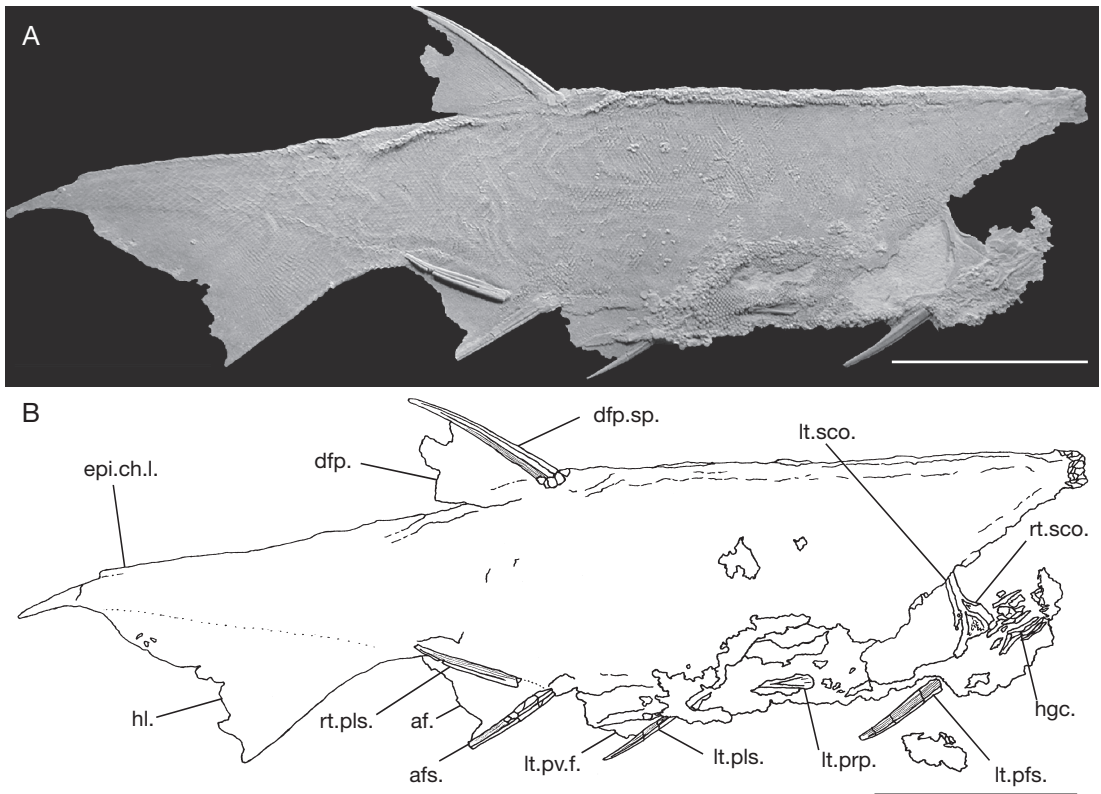 A
B
dfp.sp.
lt.sco.
dfp.
epi.ch.l.
rt.sco.
hl.
rt.pls.
af.
hgc.
afs.
lt.pv.f.
lt.pls.
lt.prp.
lt.pfs.